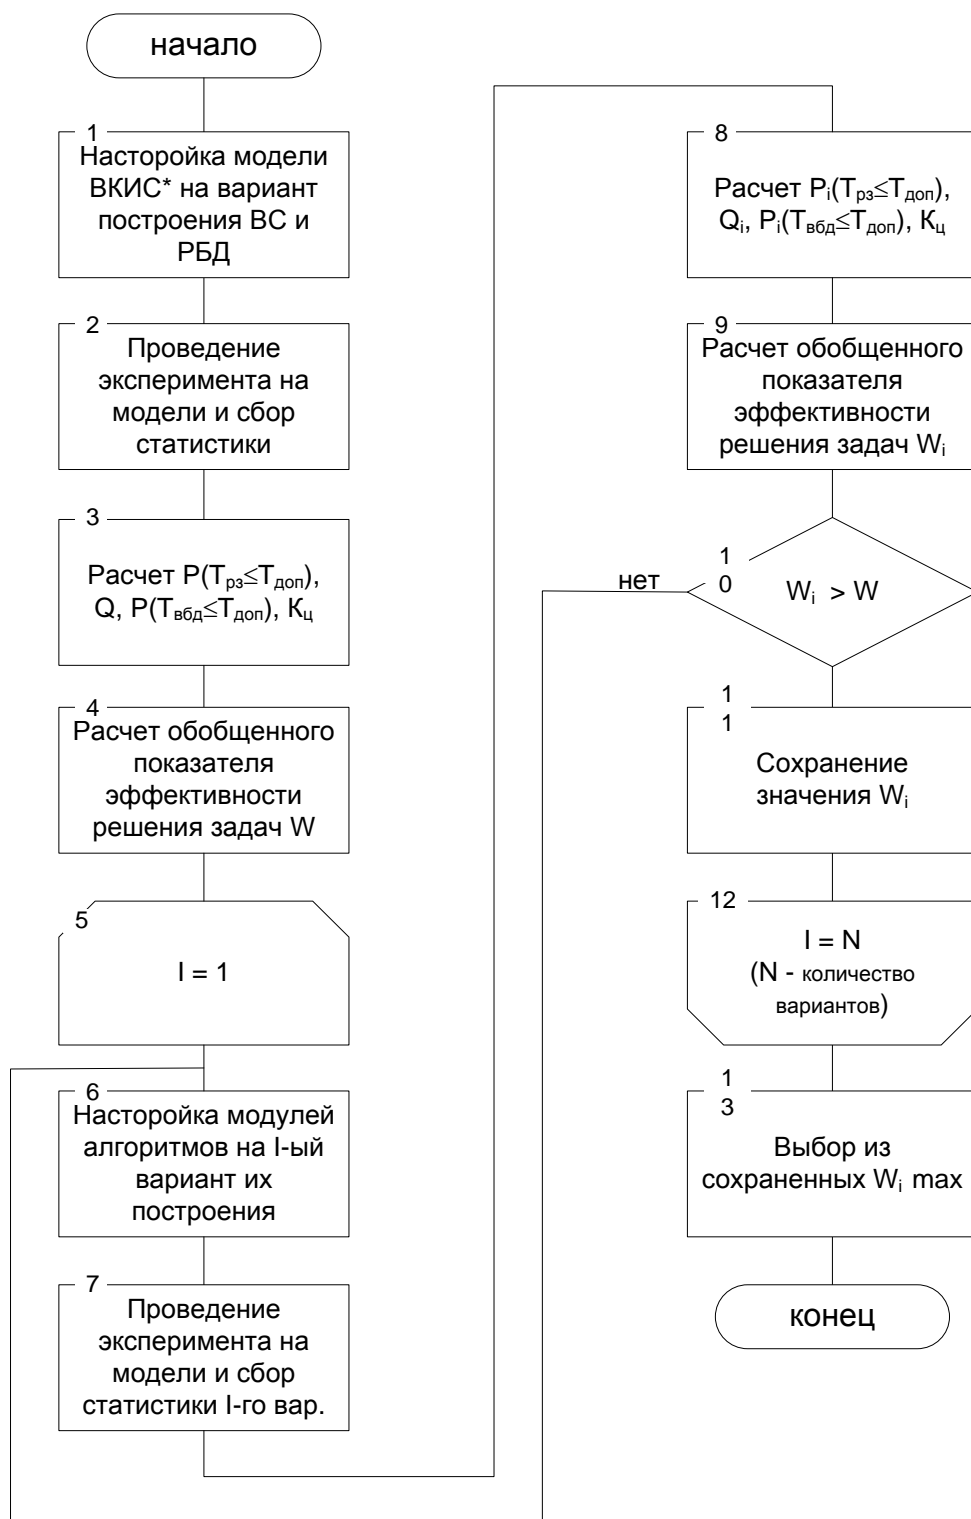 начало
1
Насторойка модели
ВКИС* на вариант
построения ВС и
РБД
2
Проведение
эксперимента на
модели и сбор
статистики
3
Расчет P(Tрз≤Tдоп),
Q, P(Tвбд≤Tдоп), Кц
4
Расчет обобщенного
показателя
эффективности
решения задач W
5
I = 1
6
Насторойка модулей
алгоритмов на I-ый
вариант их
построения
7
Проведение
эксперимента на
модели и сбор
статистики I-го вар.
8
Расчет Pi(Tрз≤Tдоп),
Qi, Pi(Tвбд≤Tдоп), Кц
9
Расчет обобщенного
показателя
эффективности
решения задач Wi
1
0
нет
Wi > W
1
1
Сохранение
значения Wi
12
I = N
(N - количество
вариантов)
1
3
Выбор из
сохраненных Wi max
конец